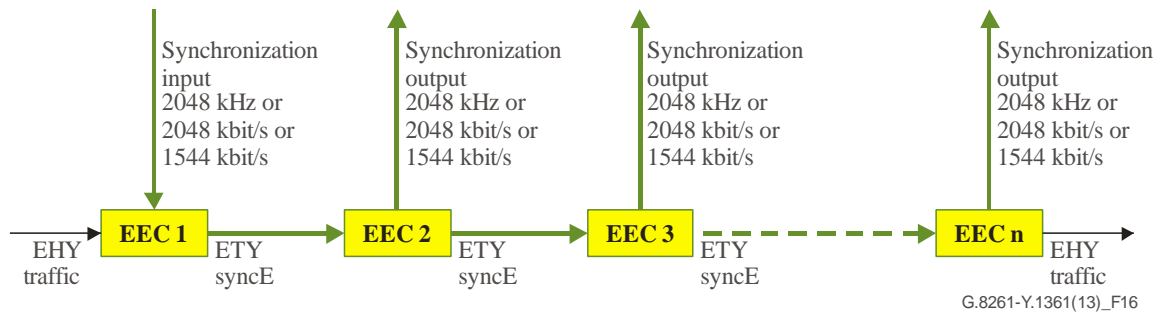 Synchronization
input
2048 kHz or
2048 kbit/s or
1544 kbit/s
Synchronization
output
2048 kHz or
2048 kbit/s or
1544 kbit/s
Synchronization
output
2048 kHz or
2048 kbit/s or
1544 kbit/s
Synchronization
output
2048 kHz or
2048 kbit/s or
1544 kbit/s
EEC 1
EEC 2
EEC 3
EEC n
EHY
traffic
ETY
syncE
ETY
syncE
ETY
syncE
EHY
traffic
G.8261-Y.1361(13)_F16